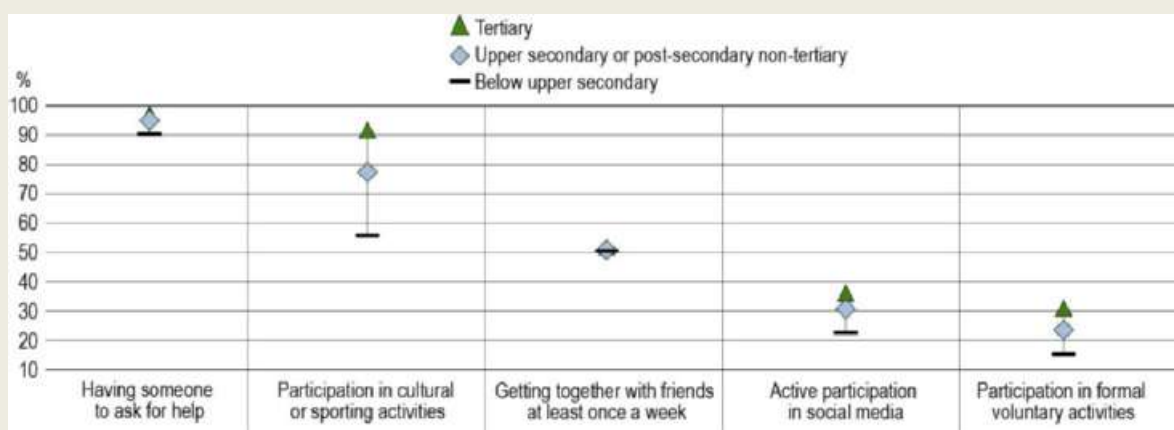 Tertiary
Upper secondary or post-secondary non-tertiary
Below upper secondary
%
100
90
80
70
60
50
40
30
20
10
Having someone
to ask for help
Participation in cultural
or sporting activities
Getting together with friends
at least once a week
Active participation
in social media
Participation in formal
voluntary activities